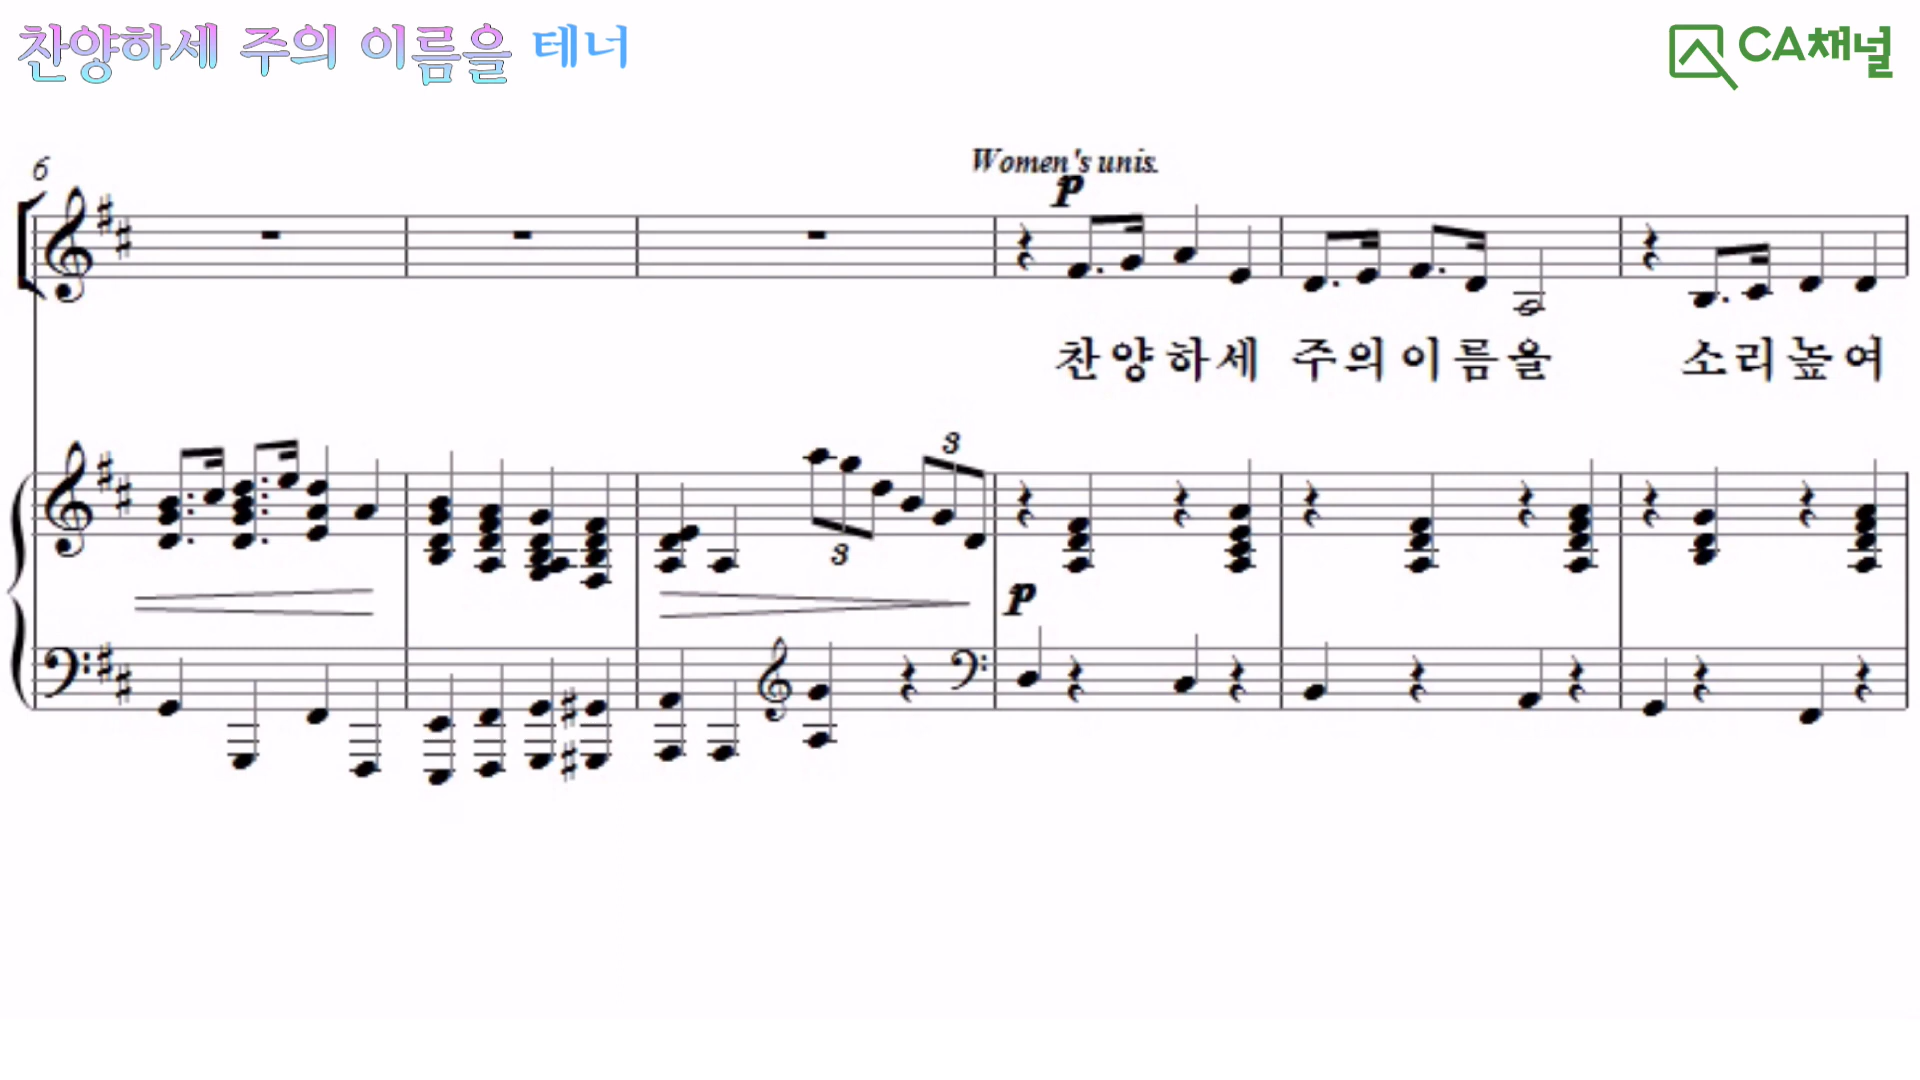 찬양하세 주의 이름을 테너
CA채널
6
Women's unis.
p
찬 양 하 세 주 의 이 름 을 소 리 높 여
3
3
p